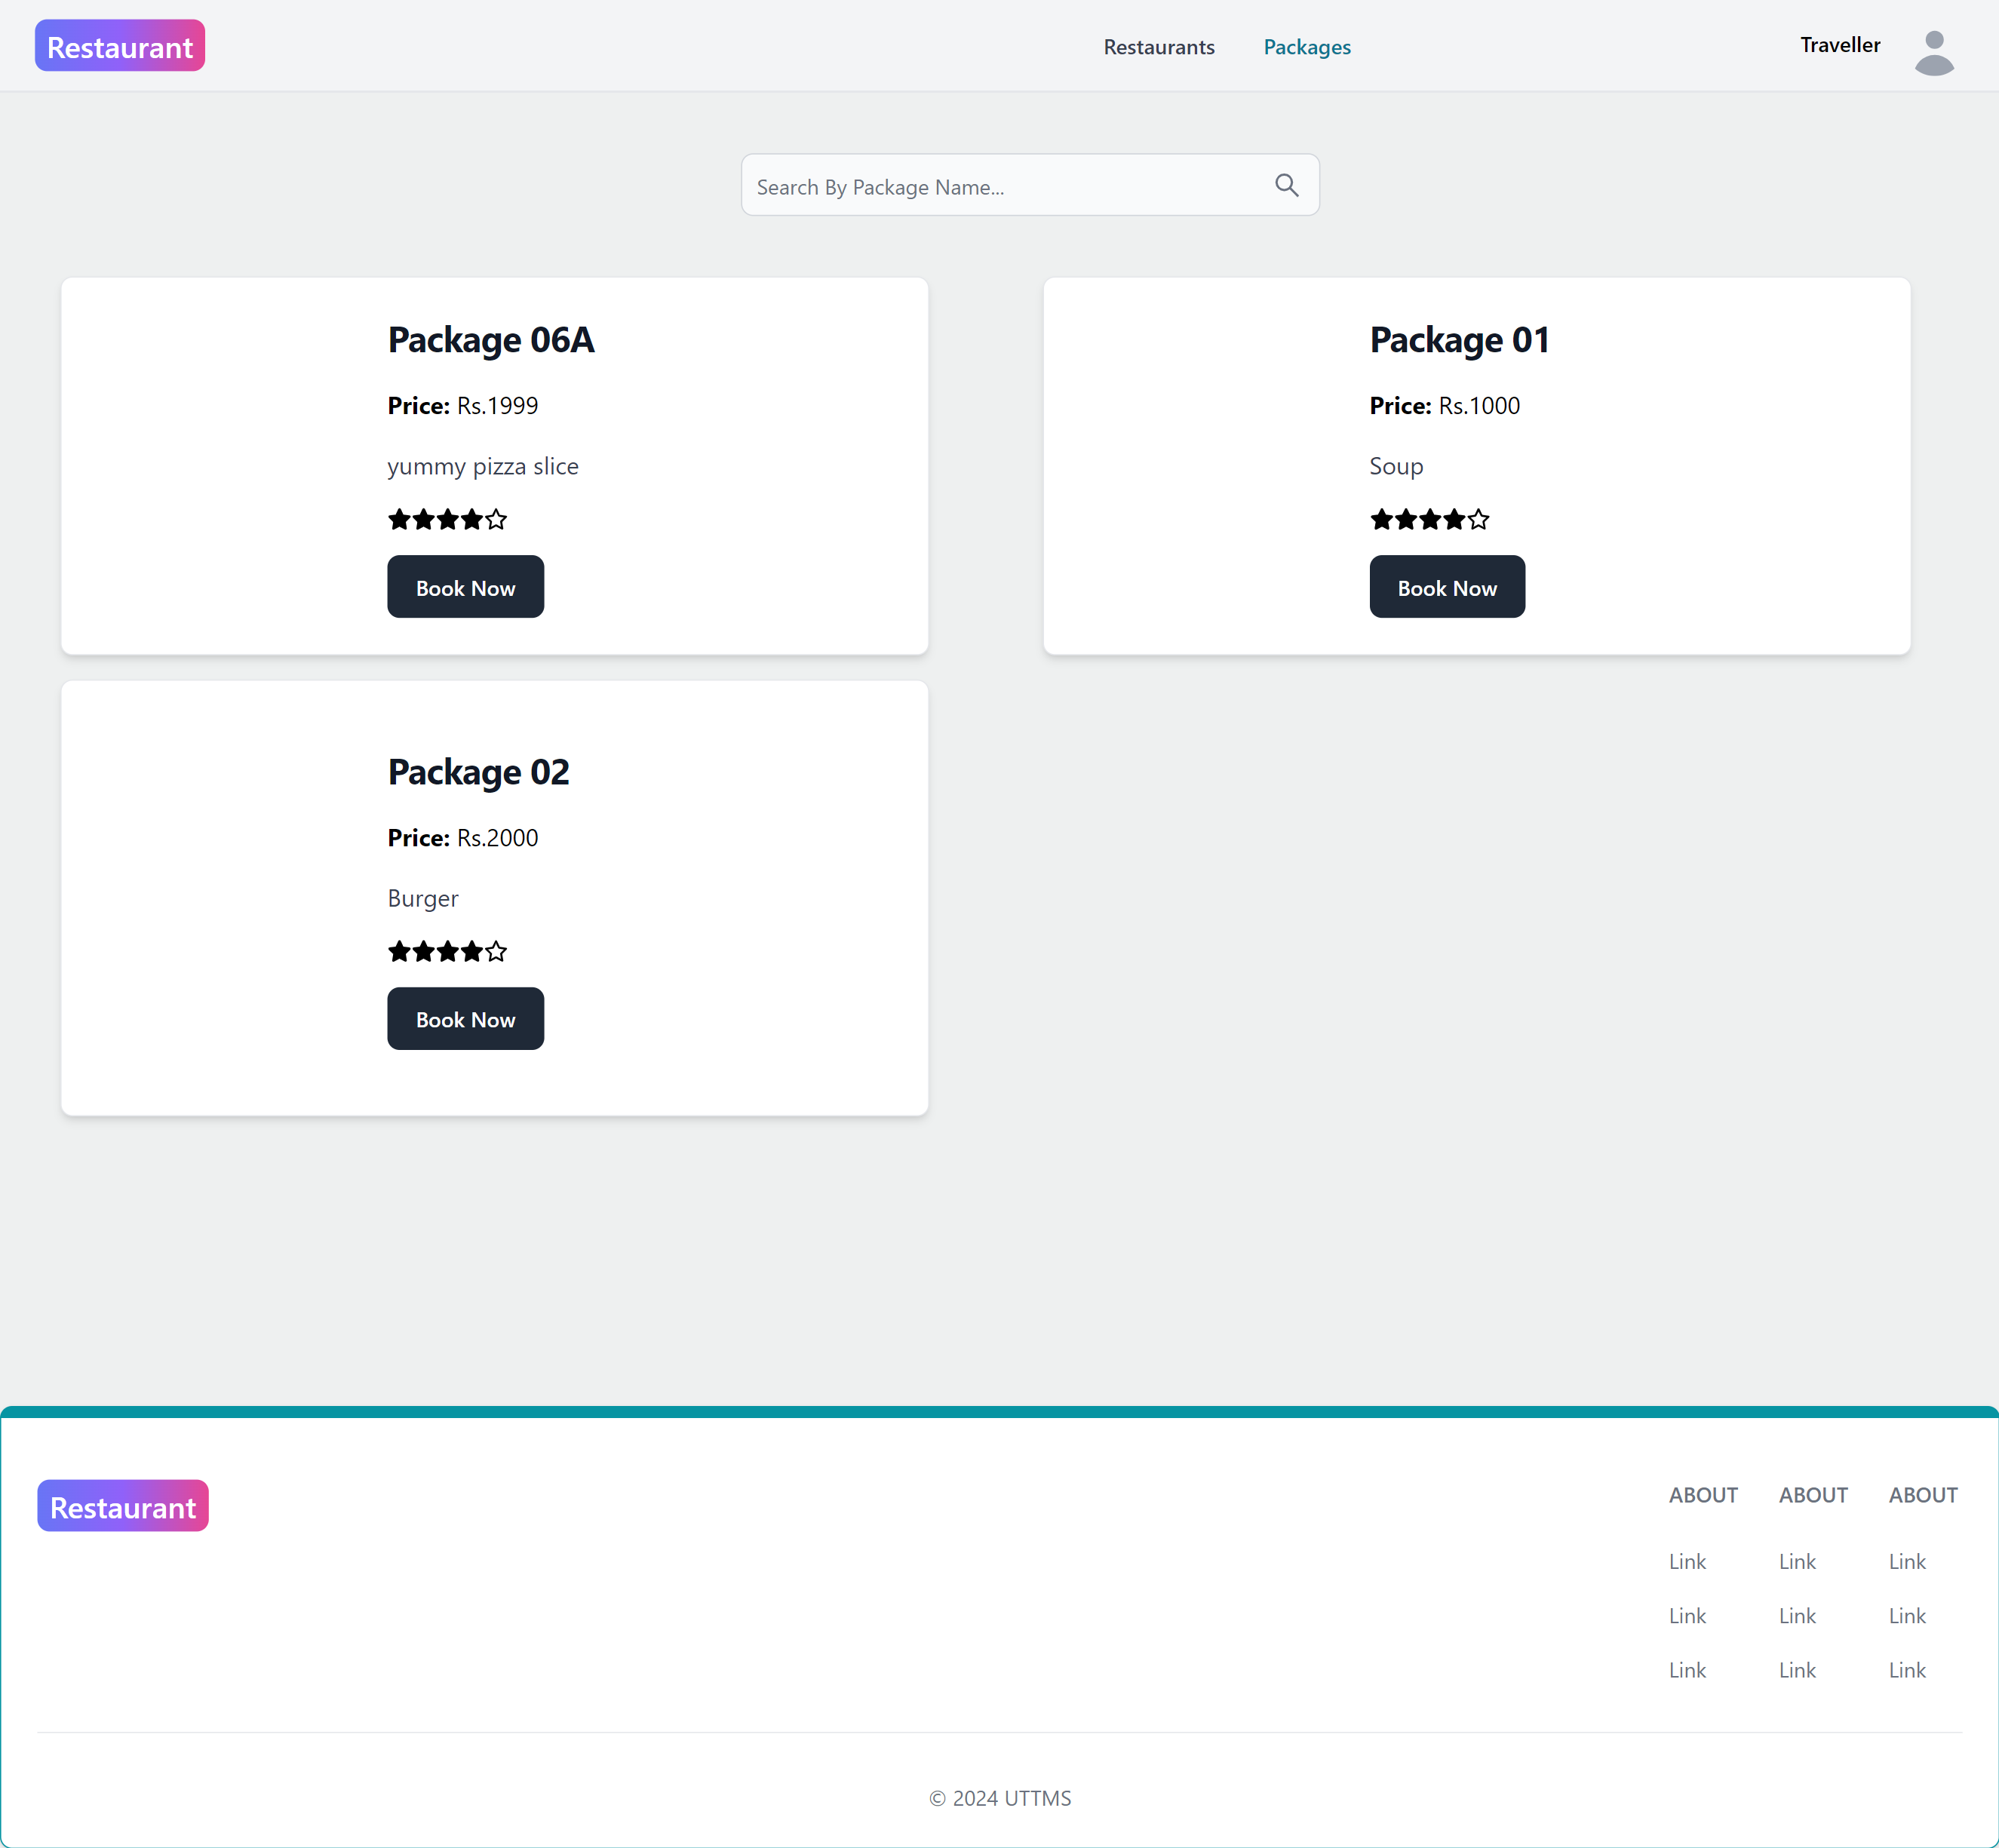 Restaurant
Restaurants
Packages
Traveller
Search By Package Name...
Package 06A
Price: Rs.1999
yummy pizza slice
Book Now
Package 01
Price: Rs.1000
Soup
Book Now
Package 02
Price: Rs.2000
Burger
Book Now
Restaurant
ABOUT
Link
Link
Link
ABOUT
Link
Link
Link
ABOUT
Link
Link
Link
© 2024 UTTMS